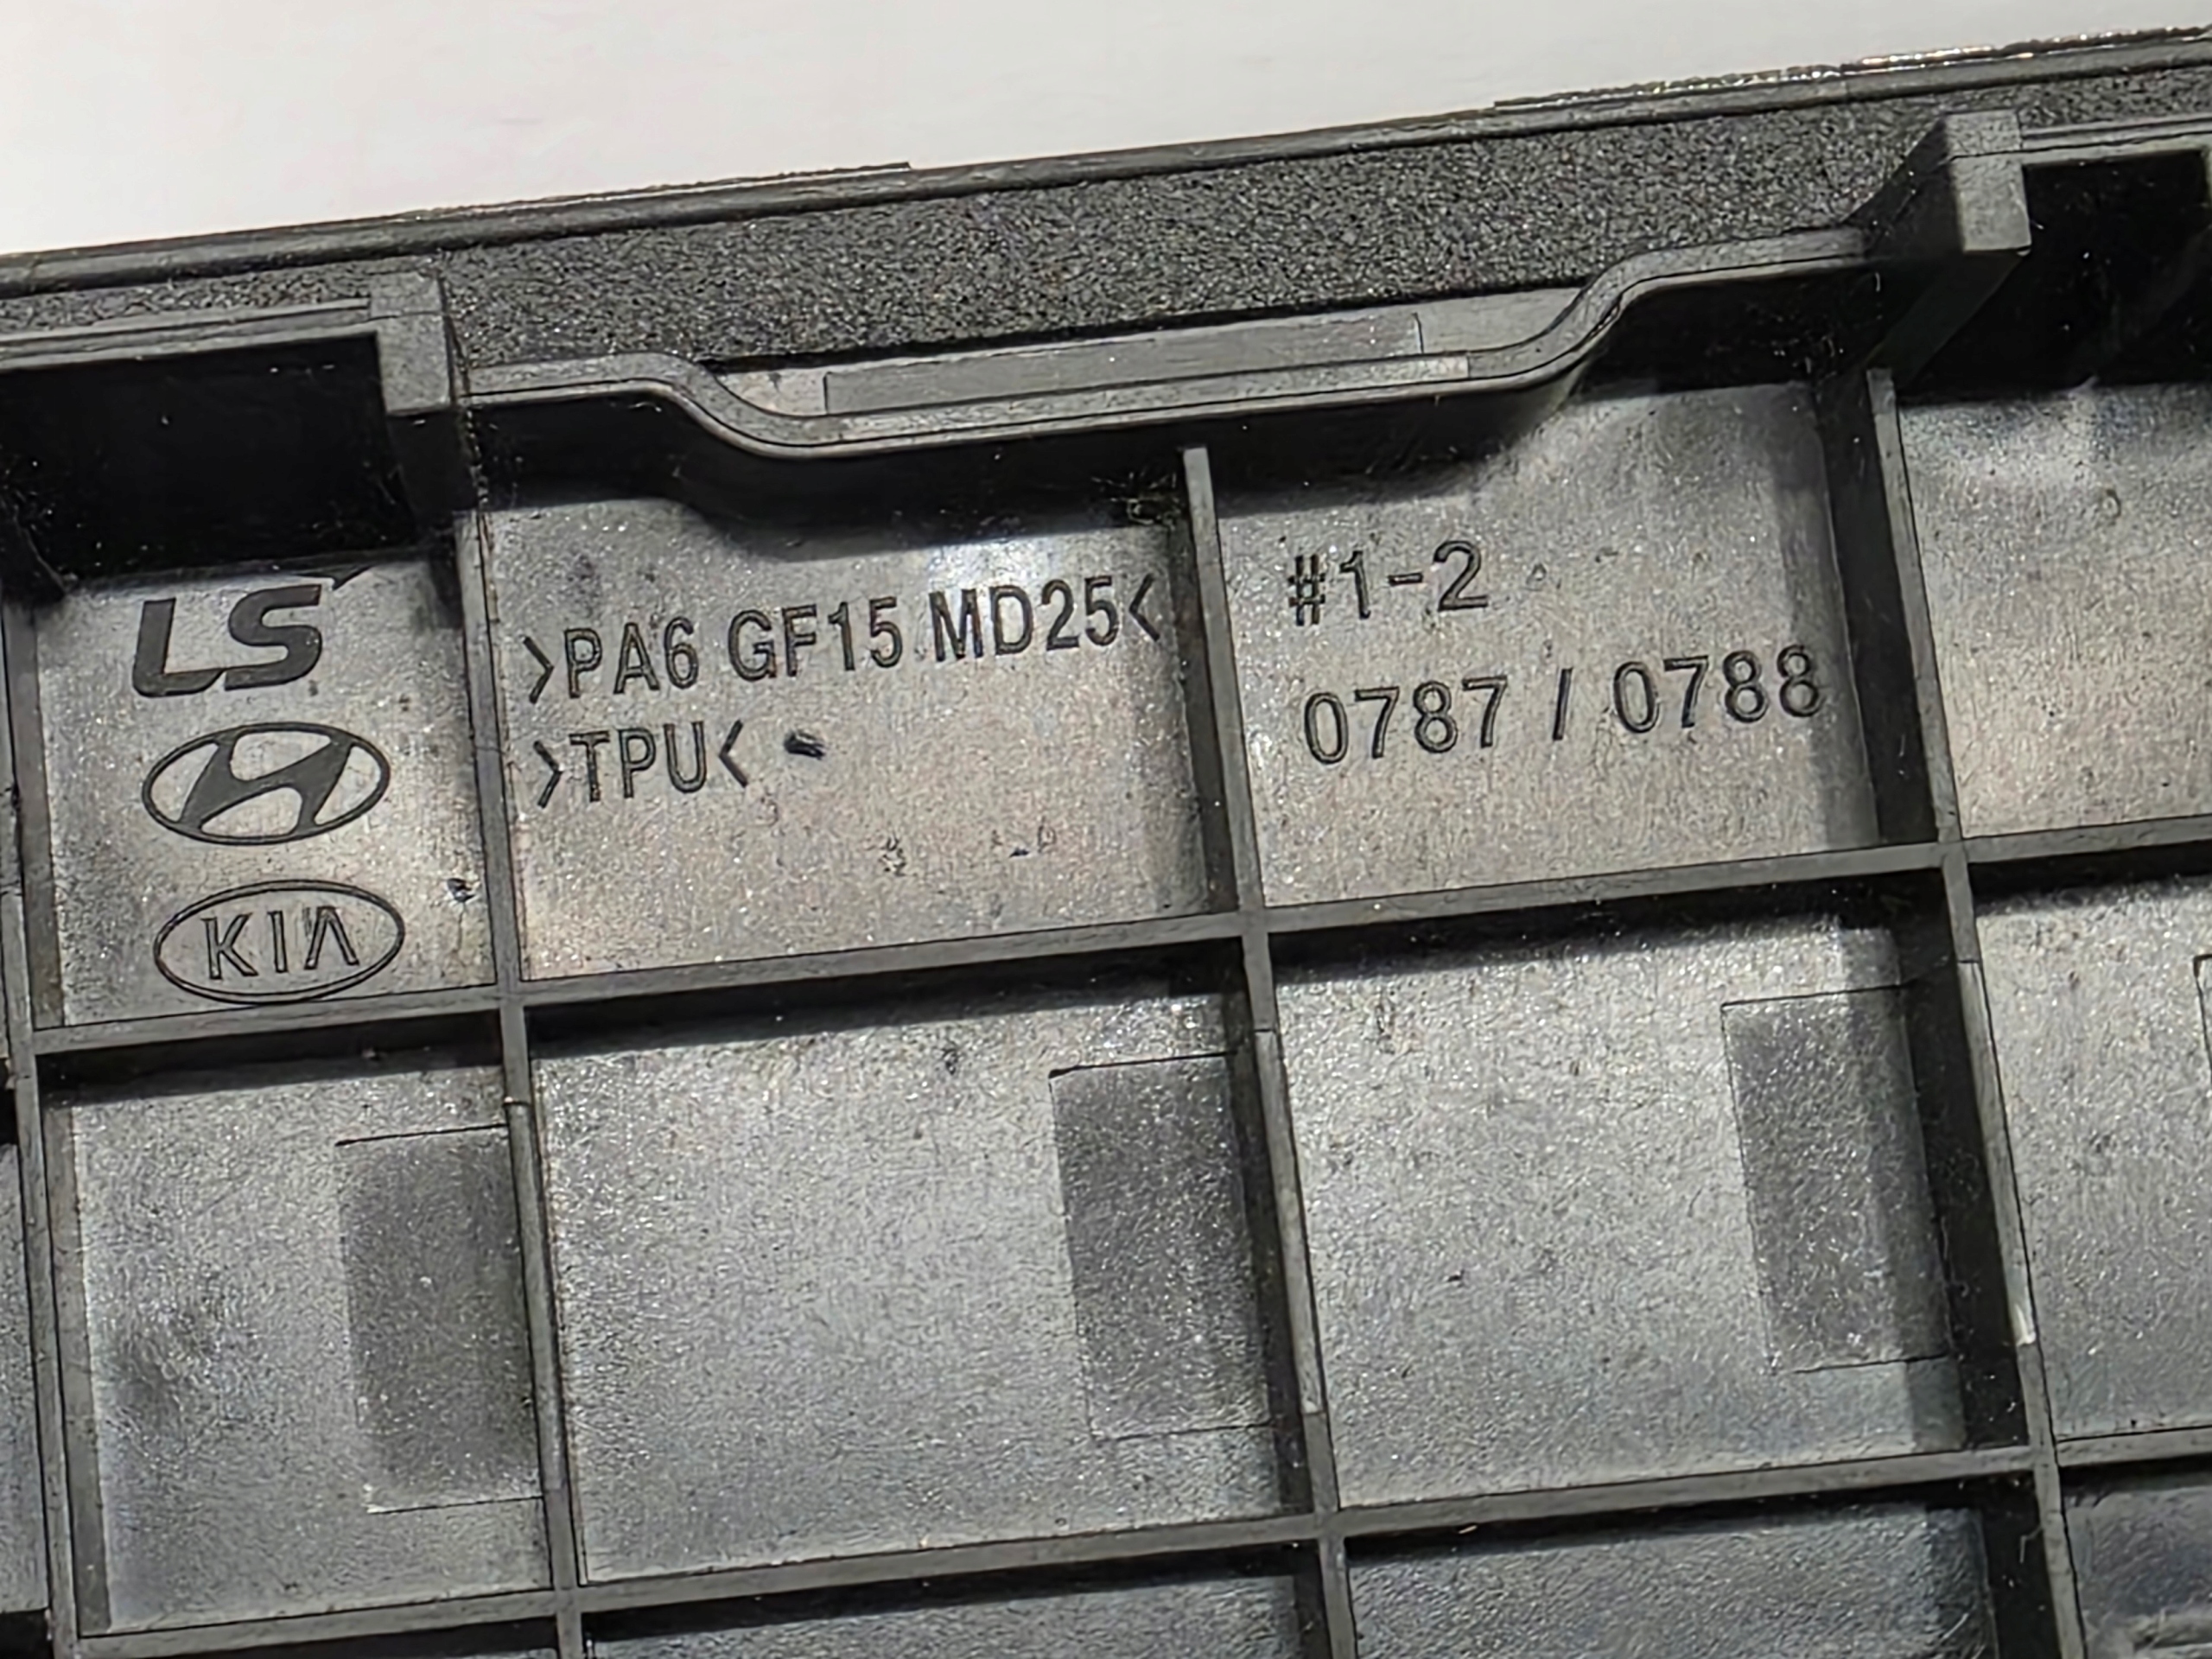 LS
KIA
>PA6 GF15 MD25<
>TPU<
#1-2
0787 / 0788